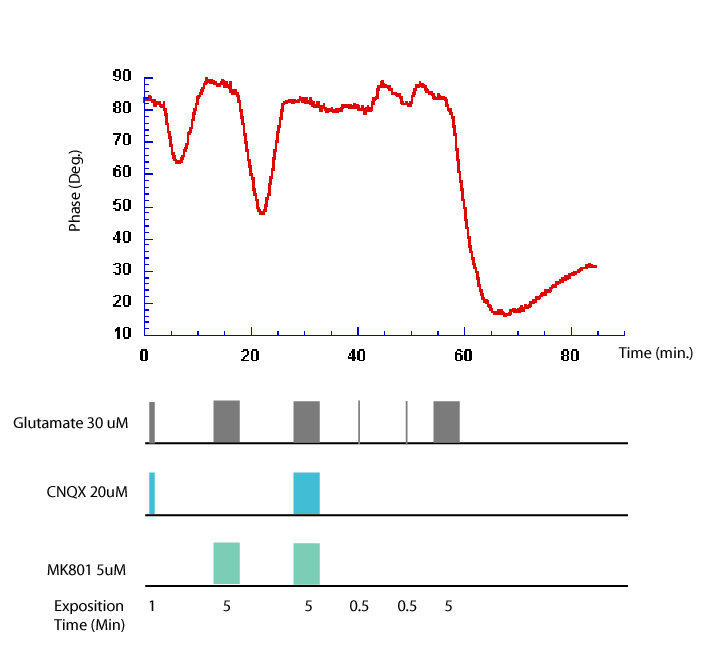 90
80
70
60
50
40
30
20
10
Phase (Deg.)
0 20 40 60 80 Time (min.)
Glutamate 30 uM
CNQX 20uM
MK801 5uM
Exposition 1 5 5 0.5 0.5 5
Time (Min)